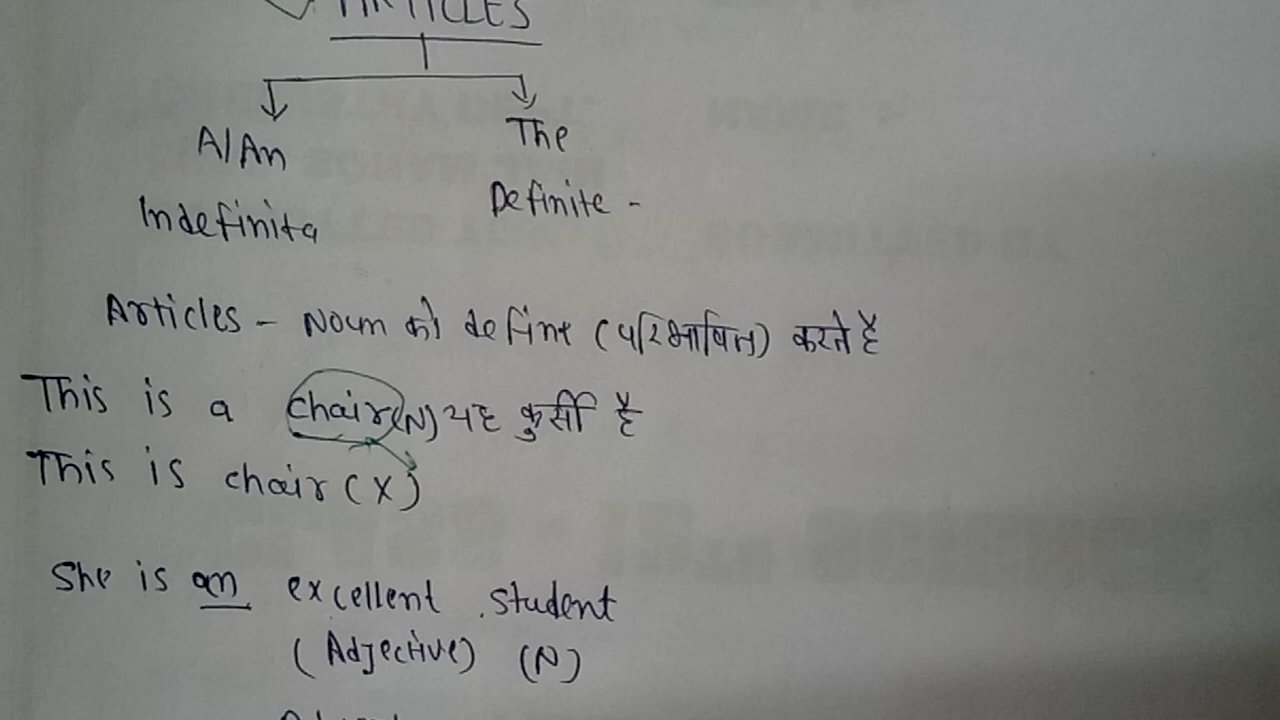 ARTICLES
A/An The
Indefinite Definite -
Articles - Noun को define (परिभाषित) करते है
This is a chair(N) यह कुर्सी है
This is chair (X)
She is an excellent student
(Adjective) (N)